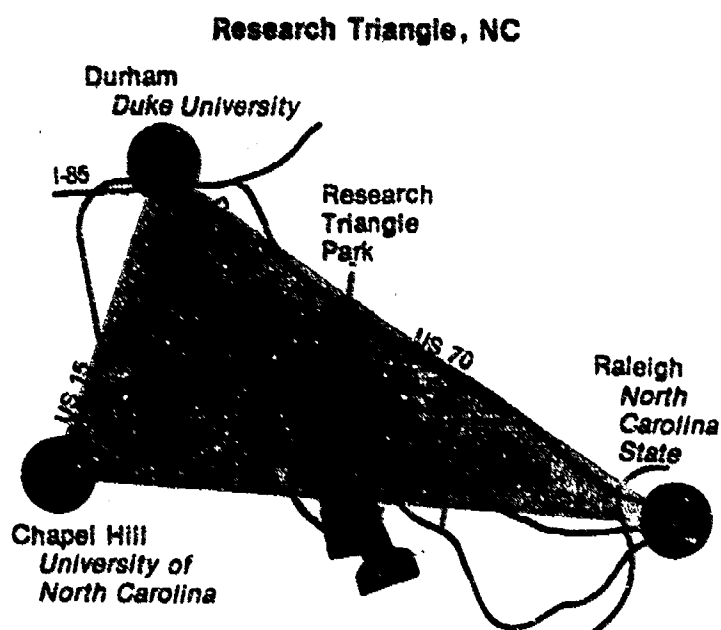 Research Triangle, NC
Durham
Duke University
I-85
Research
Triangle
Park
US 70
US 15
Raleigh
North
Carolina
State
Chapel Hill
University of
North Carolina